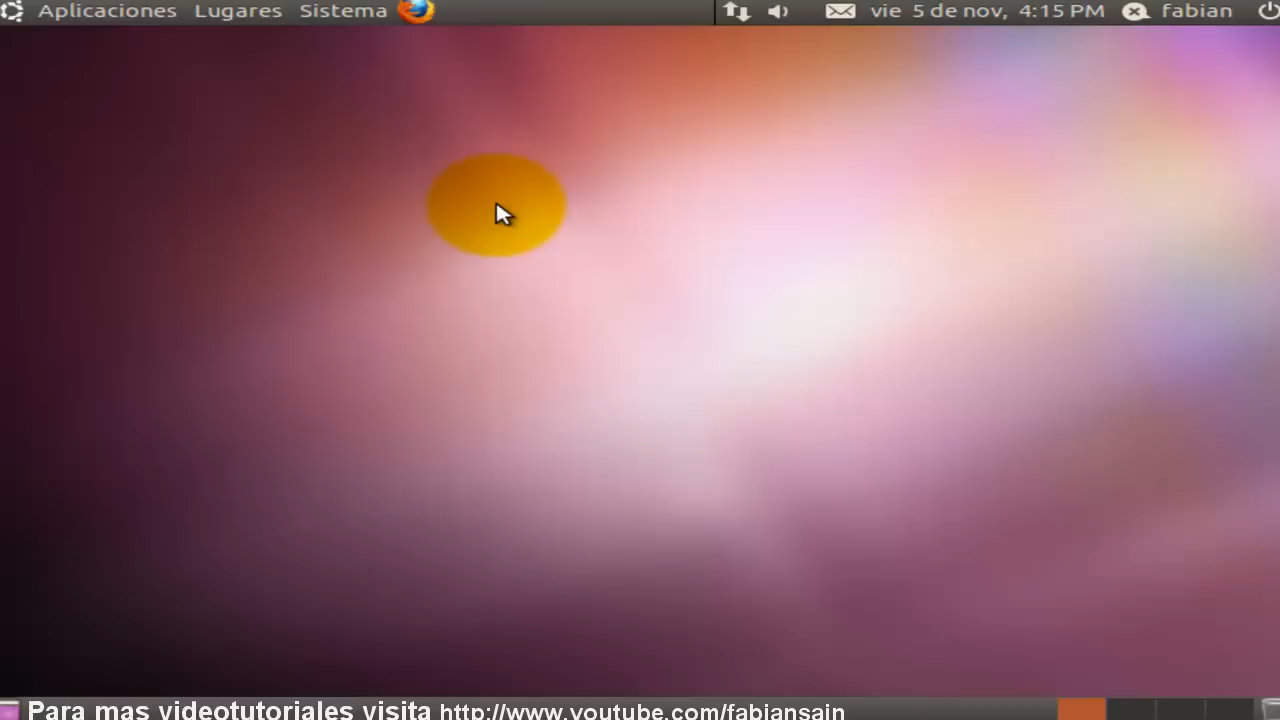 Aplicaciones Lugares Sistema vie 5 de nov, 4:15 PM fabian
Para mas videotutoriales visita http://www.youtube.com/fabiansain